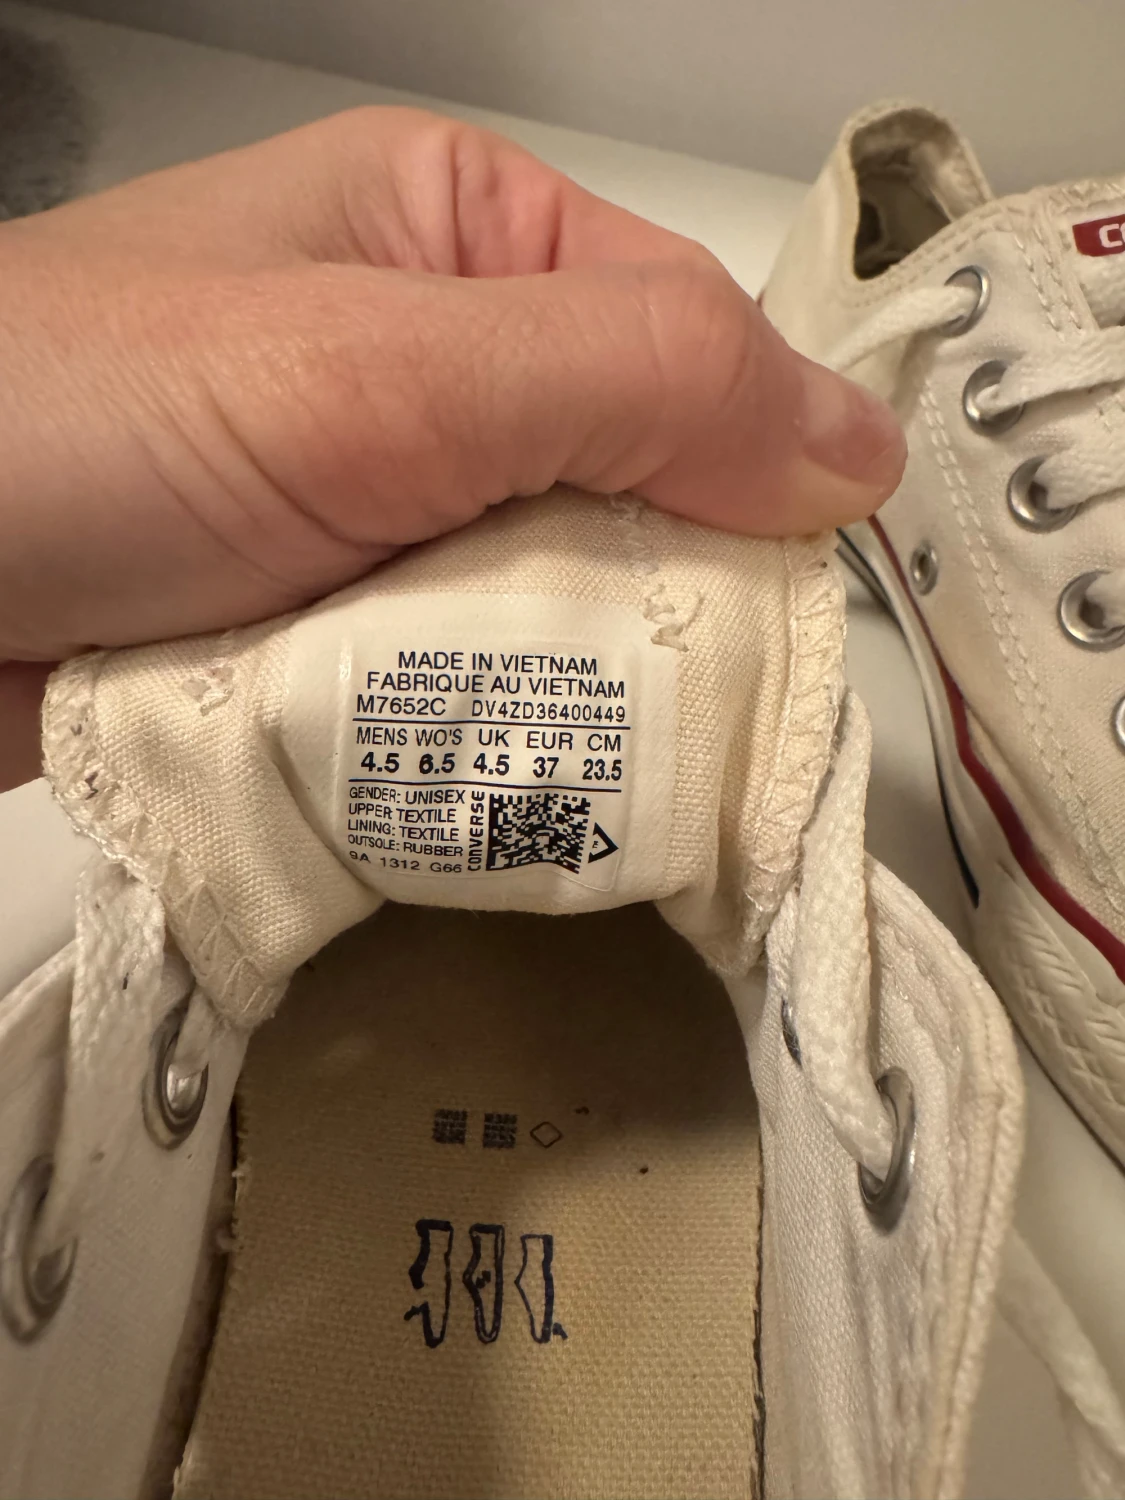 CO
MADE IN VIETNAM
FABRIQUE AU VIETNAM
M7652C DV4ZD36400449
MENS WO'S UK EUR CM
4.5 6.5 4.5 37 23.5
GENDER: UNISEX
UPPER TEXTILE
LINING: TEXTILE
OUTSOLE: RUBBER
9A 1312 G66
CONVERSE
E